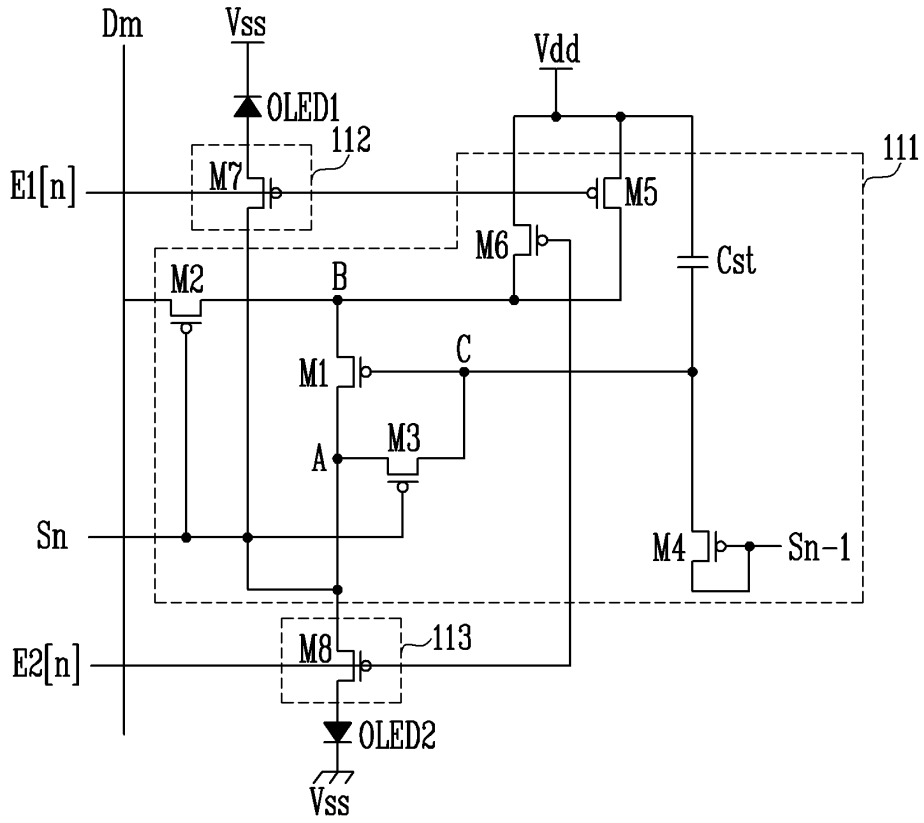 Dm
Vss
Vdd
OLED1
112
111
E1[n]
M7
M5
M6
Cst
M2
B
C
M1
M3
A
Sn
M4
Sn-1
113
M8
E2[n]
OLED2
Vss